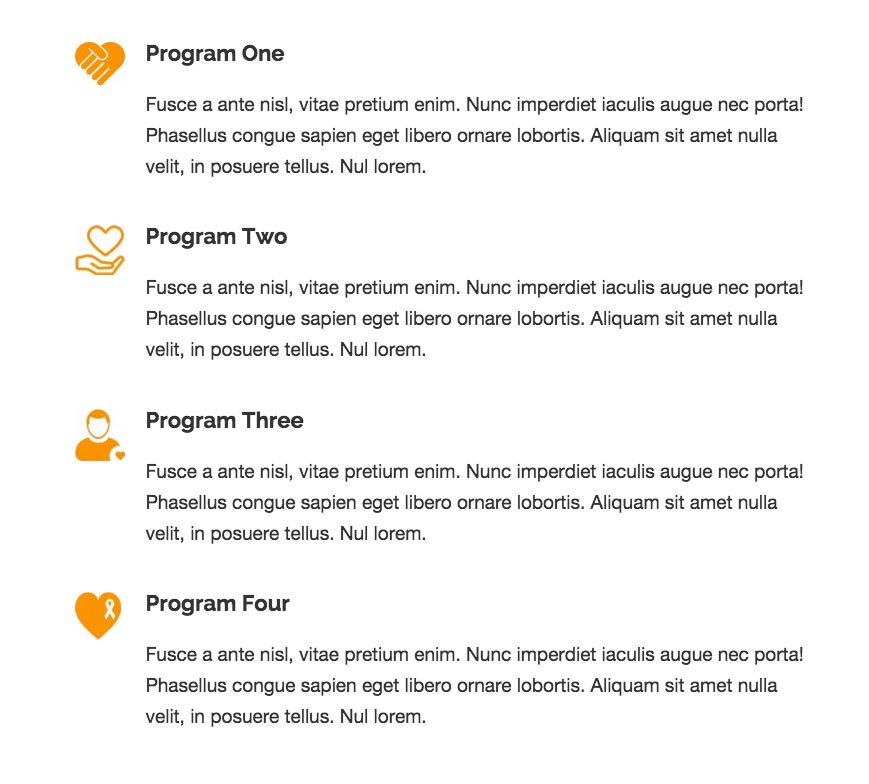 Program One
Fusce a ante nisl, vitae pretium enim. Nunc imperdiet iaculis augue nec porta!
Phasellus congue sapien eget libero ornare lobortis. Aliquam sit amet nulla
velit, in posuere tellus. Nul lorem.
Program Two
Fusce a ante nisl, vitae pretium enim. Nunc imperdiet iaculis augue nec porta!
Phasellus congue sapien eget libero ornare lobortis. Aliquam sit amet nulla
velit, in posuere tellus. Nul lorem.
Program Three
Fusce a ante nisl, vitae pretium enim. Nunc imperdiet iaculis augue nec porta!
Phasellus congue sapien eget libero ornare lobortis. Aliquam sit amet nulla
velit, in posuere tellus. Nul lorem.
Program Four
Fusce a ante nisl, vitae pretium enim. Nunc imperdiet iaculis augue nec porta!
Phasellus congue sapien eget libero ornare lobortis. Aliquam sit amet nulla
velit, in posuere tellus. Nul lorem.